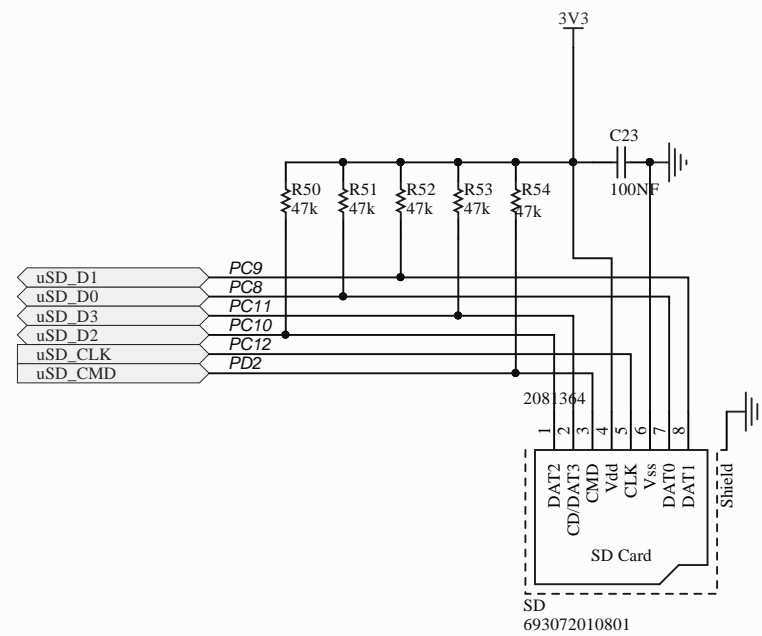 3V3
C23
100NF
R50
47k
R51
47k
R52
47k
R53
47k
R54
47k
uSD_D1
PC9
uSD_D0
PC8
uSD_D3
PC11
uSD_D2
PC10
uSD_CLK
PC12
uSD_CMD
PD2
2081364
1
2
3
4
5
6
7
8
DAT2
CD/DAT3
CMD
Vdd
CLK
Vss
DAT0
DAT1
Shield
SD Card
SD
693072010801